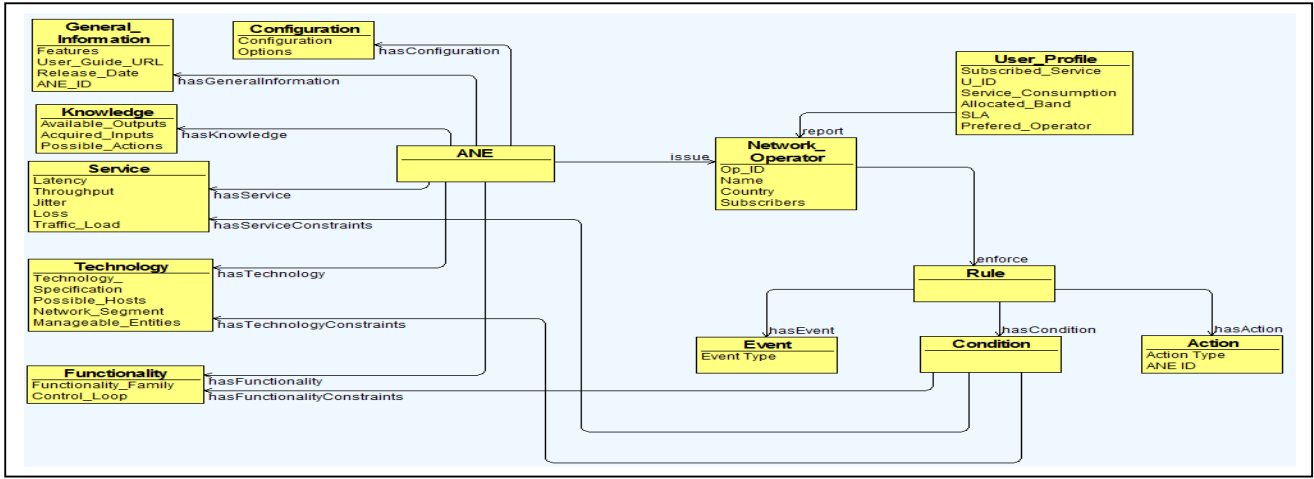 General_
Information
Features
User_Guide_URL
Release_Date
ANE_ID
Configuration
Configuration
Options
hasConfiguration
hasGeneralInformation
Knowledge
Available_Outputs
Acquired_Inputs
Possible_Actions
hasKnowledge
Service
Latency
Throughput
Jitter
Loss
Traffic_Load
hasService
hasServiceConstraints
Technology
Technology_
Specification
Possible_Hosts
Network_Segment
Manageable_Entities
hasTechnology
hasTechnologyConstraints
Functionality
Functionality_Family
Control_Loop
hasFunctionality
hasFunctionalityConstraints
ANE
issue
User_Profile
Subscribed_Service
U_ID
Service_Consumption
Allocated_Band
SLA
Prefered_Operator
report
Network_
Operator
Op_ID
Name
Country
Subscribers
enforce
Rule
hasEvent
hasCondition
hasAction
Event
Event Type
Condition
Action
Action Type
ANE ID